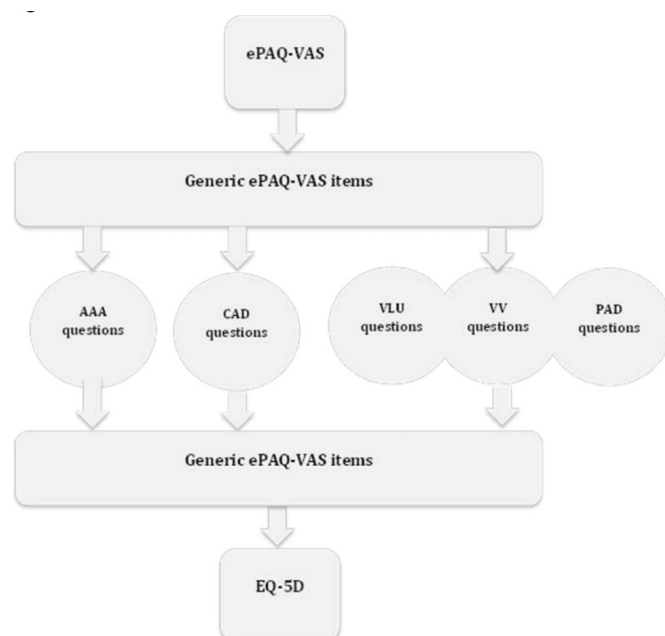 ePAQ-VAS
Generic ePAQ-VAS items
AAA
questions
CAD
questions
VLU
questions
VV
questions
PAD
questions
Generic ePAQ-VAS items
EQ-5D